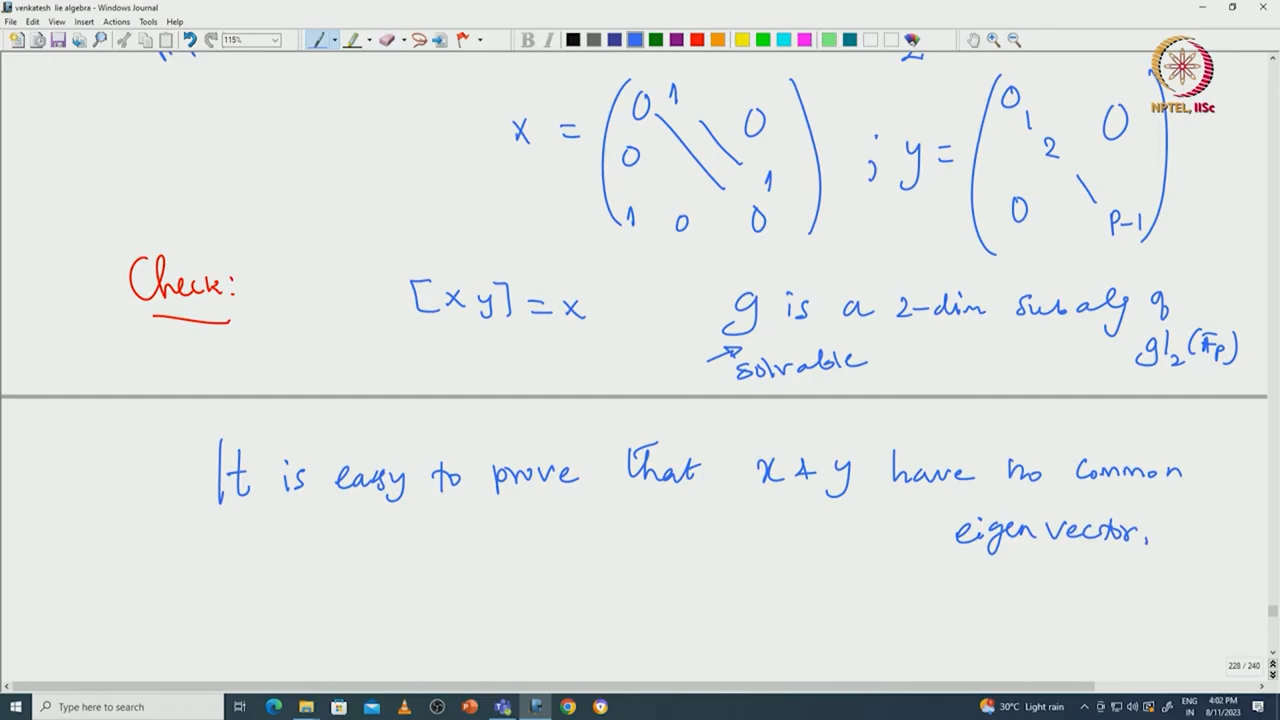 venkatesh lie algebra - Windows Journal
File Edit View Insert Actions Tools Help
115%
B I
NPTEL, IISc
x = ( 0 1 0 0 1 1 0 0 ) ; y = ( 0 1 2 0 0 p-1 )
Check:
[x y] = x g is a 2-dim subalg of
gl₂(𝔽p)
solvable
It is easy to prove that x & y have no common
eigenvector.
228 / 240
Type here to search
30°C Light rain
ENG
IN
4:02 PM
8/11/2023